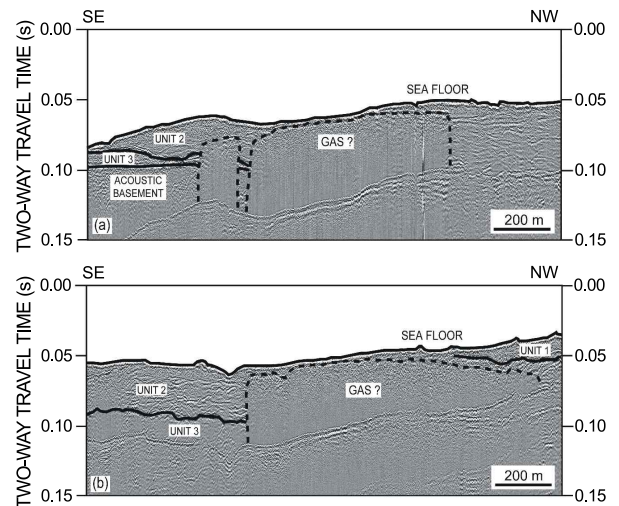 SE NW
TWO-WAY TRAVEL TIME (s)
0.00 0.00
SEA FLOOR
0.05 0.05
UNIT 2
GAS ?
UNIT 3
0.10 0.10
ACOUSTIC
BASEMENT
(a)
200 m
0.15 0.15
SE NW
TWO-WAY TRAVEL TIME (s)
0.00 0.00
SEA FLOOR
UNIT 1
0.05 0.05
UNIT 2
GAS ?
0.10 0.10
UNIT 3
200 m
(b)
0.15 0.15